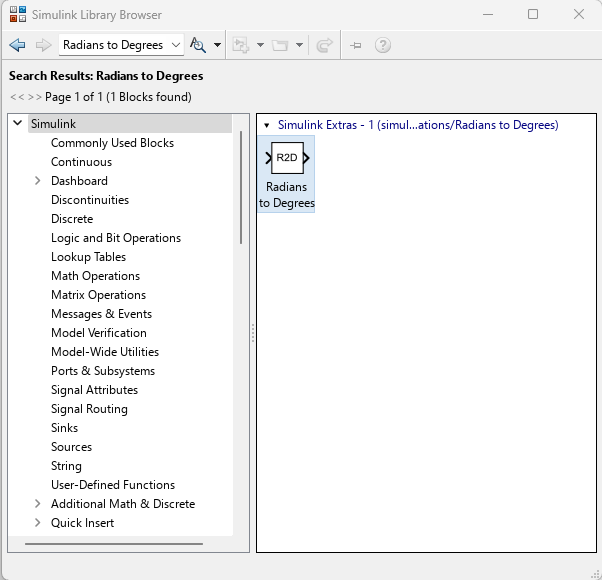 Simulink Library Browser
Radians to Degrees
Search Results: Radians to Degrees
<< >> Page 1 of 1 (1 Blocks found)
Simulink
Commonly Used Blocks
Continuous
Dashboard
Discontinuities
Discrete
Logic and Bit Operations
Lookup Tables
Math Operations
Matrix Operations
Messages & Events
Model Verification
Model-Wide Utilities
Ports & Subsystems
Signal Attributes
Signal Routing
Sinks
Sources
String
User-Defined Functions
Additional Math & Discrete
Quick Insert
Simulink Extras - 1 (simul...ations/Radians to Degrees)
R2D
Radians
to Degrees